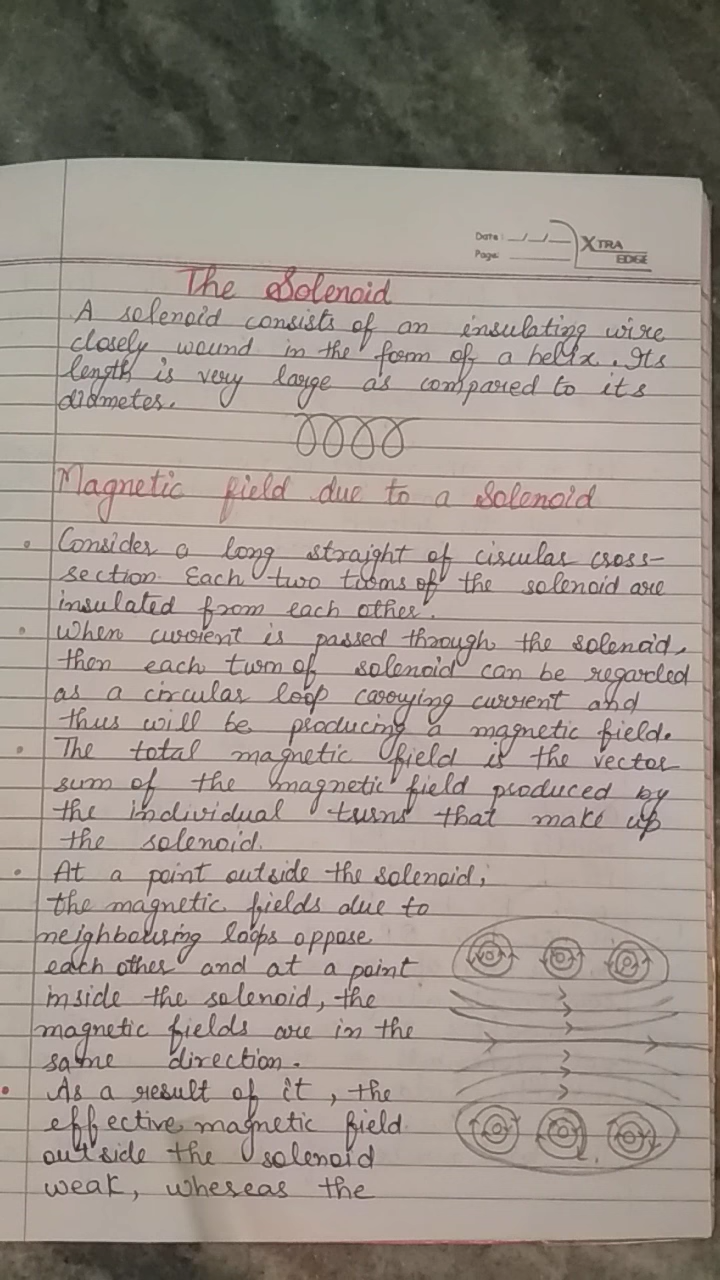 Date: __/__/__
Page: ______
XTRA EDGE
The Solenoid
A solenoid consists of an insulating wire
closely wound in the form of a helix. Its
length is very large as compared to its
diameter.
Magnetic field due to a Solenoid
• Consider a long straight of circular cross-
section. Each two turns of the solenoid are
insulated from each other.
• When current is passed through the solenoid,
then each turn of solenoid can be regarded
as a circular loop carrying current and
thus will be producing a magnetic field.
• The total magnetic field is the vector
sum of the magnetic field produced by
the individual turns that make up
the solenoid.
• At a point outside the solenoid,
the magnetic fields due to
neighbouring loops oppose
each other and at a point
inside the solenoid, the
magnetic fields are in the
same direction.
• As a result of it, the
effective magnetic field
outside the solenoid
weak, whereas the